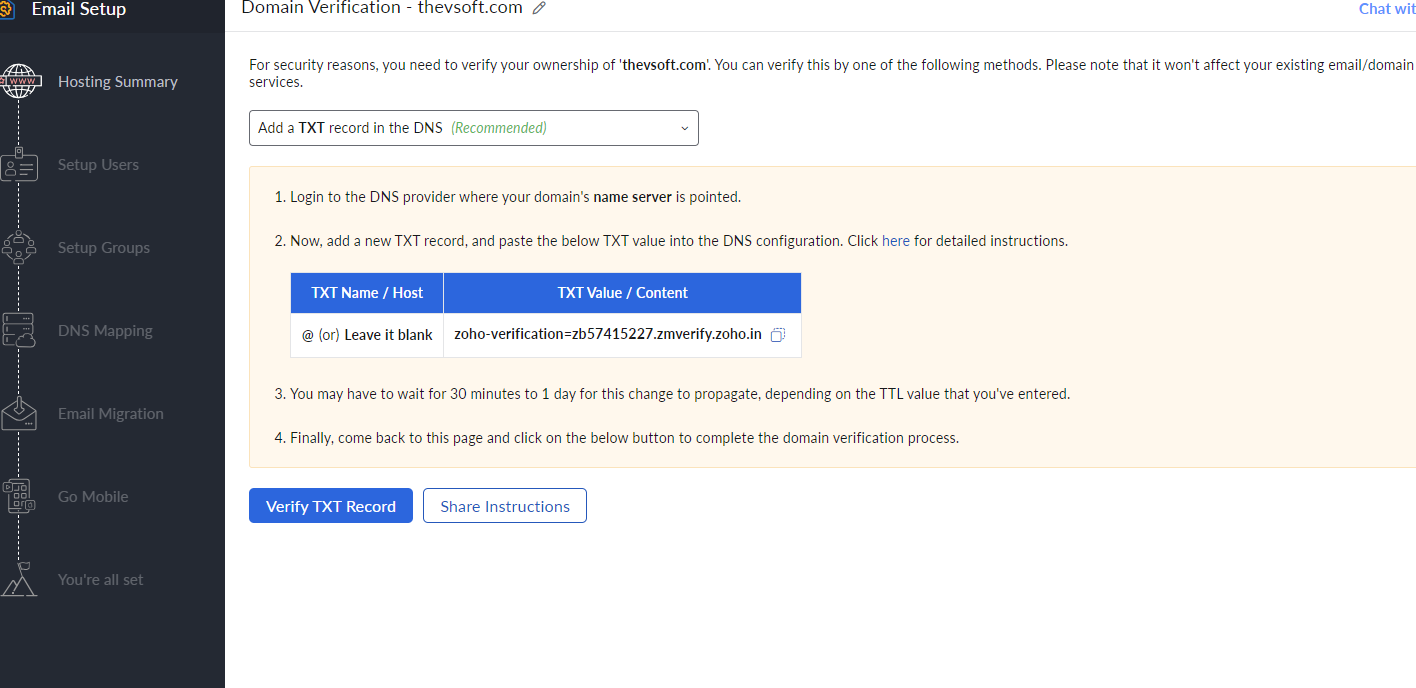 Email Setup
Domain Verification - thevsoft.com
Chat wit
WWW
Hosting Summary
Setup Users
Setup Groups
DNS Mapping
Email Migration
Go Mobile
You're all set
For security reasons, you need to verify your ownership of 'thevsoft.com'. You can verify this by one of the following methods. Please note that it won't affect your existing email/domain
services.
Add a TXT record in the DNS (Recommended)
1. Login to the DNS provider where your domain's name server is pointed.
2. Now, add a new TXT record, and paste the below TXT value into the DNS configuration. Click here for detailed instructions.
TXT Name / Host TXT Value / Content
@ (or) Leave it blank zoho-verification=zb57415227.zmverify.zoho.in
3. You may have to wait for 30 minutes to 1 day for this change to propagate, depending on the TTL value that you've entered.
4. Finally, come back to this page and click on the below button to complete the domain verification process.
Verify TXT Record Share Instructions